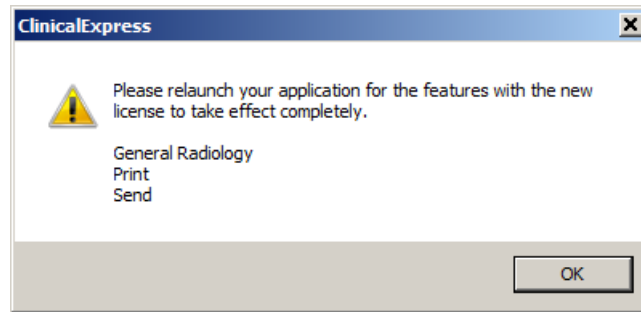 ClinicalExpress
Please relaunch your application for the features with the new
license to take effect completely.
General Radiology
Print
Send
OK